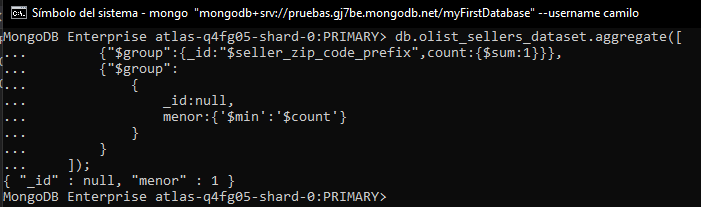 Símbolo del sistema - mongo "mongodb+srv://pruebas.gj7be.mongodb.net/myFirstDatabase" --username camilo
MongoDB Enterprise atlas-q4fg05-shard-0:PRIMARY> db.olist_sellers_dataset.aggregate([
...         {"$group":{_id:"$seller_zip_code_prefix",count:{$sum:1}}},
...         {"$group":
...             {
...                 _id:null,
...                 menor:{'$min':'$count'}
...             }
...         }
...     ]);
{ "_id" : null, "menor" : 1 }
MongoDB Enterprise atlas-q4fg05-shard-0:PRIMARY>